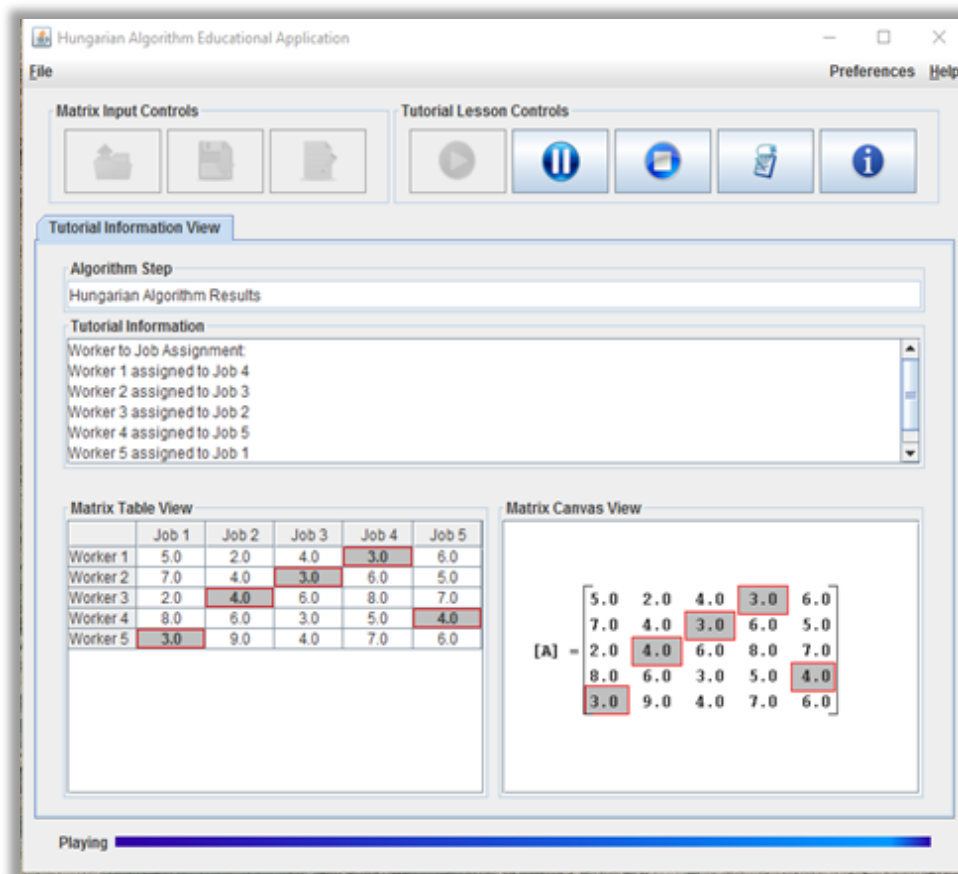 Hungarian Algorithm Educational Application
File Preferences Help
Matrix Input Controls
Tutorial Lesson Controls
Tutorial Information View
Algorithm Step
Hungarian Algorithm Results
Tutorial Information
Worker to Job Assignment:
Worker 1 assigned to Job 4
Worker 2 assigned to Job 3
Worker 3 assigned to Job 2
Worker 4 assigned to Job 5
Worker 5 assigned to Job 1
Matrix Table View
Job 1 Job 2 Job 3 Job 4 Job 5
Worker 1 5.0 2.0 4.0 3.0 6.0
Worker 2 7.0 4.0 3.0 6.0 5.0
Worker 3 2.0 4.0 6.0 8.0 7.0
Worker 4 8.0 6.0 3.0 5.0 4.0
Worker 5 3.0 9.0 4.0 7.0 6.0
Matrix Canvas View
5.0 2.0 4.0 3.0 6.0
7.0 4.0 3.0 6.0 5.0
[A] = 2.0 4.0 6.0 8.0 7.0
8.0 6.0 3.0 5.0 4.0
3.0 9.0 4.0 7.0 6.0
Playing